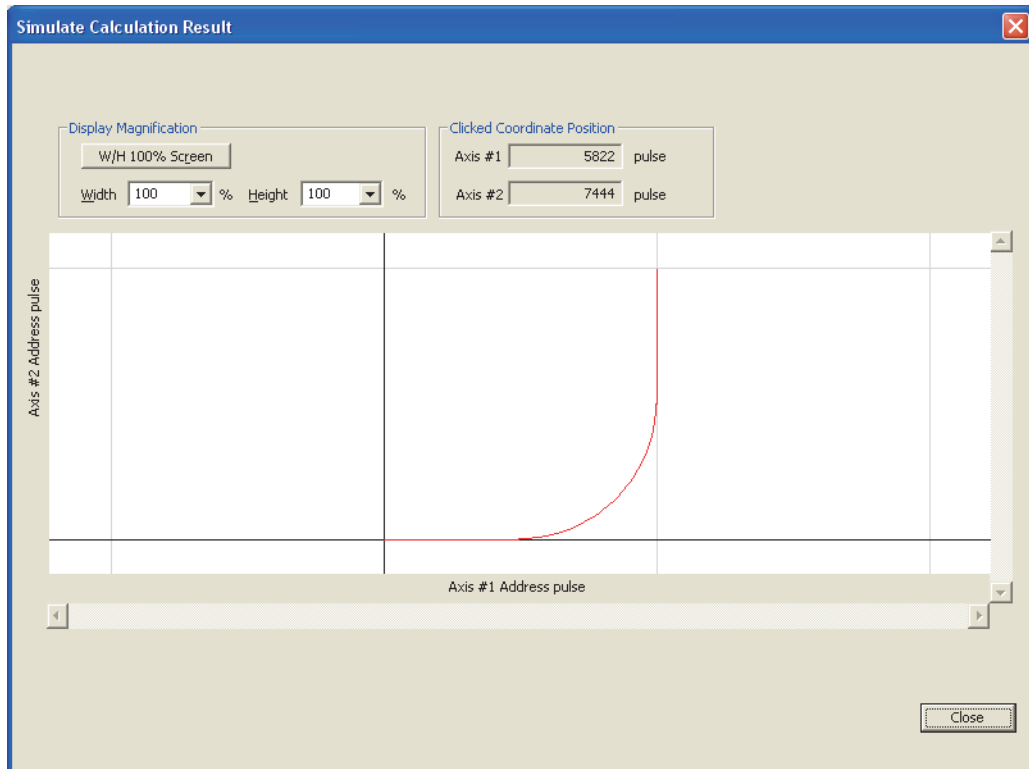 Simulate Calculation Result
Display Magnification
W/H 100% Screen
Width 100 % Height 100 %
Clicked Coordinate Position
Axis #1 5822 pulse
Axis #2 7444 pulse
Axis #2 Address pulse
Axis #1 Address pulse
Close